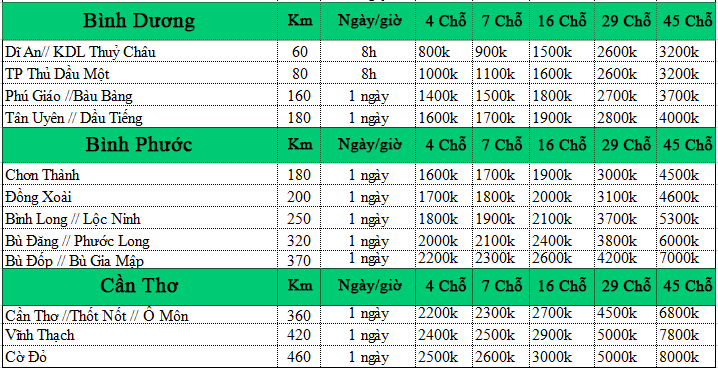 Bình Dương Km Ngày/giờ 4 Chỗ 7 Chỗ 16 Chỗ 29 Chỗ 45 Chỗ
Dĩ An// KDL Thuỷ Châu 60 8h 800k 900k 1500k 2600k 3200k
TP Thủ Dầu Một 80 8h 1000k 1100k 1600k 2600k 3200k
Phú Giáo //Bàu Bàng 160 1 ngày 1400k 1500k 1800k 2700k 3700k
Tân Uyên // Dầu Tiếng 180 1 ngày 1600k 1700k 1900k 2800k 4000k
Bình Phước Km Ngày/giờ 4 Chỗ 7 Chỗ 16 Chỗ 29 Chỗ 45 Chỗ
Chơn Thành 180 1 ngày 1600k 1700k 1900k 3000k 4500k
Đồng Xoài 200 1 ngày 1700k 1800k 2000k 3100k 4600k
Bình Long // Lộc Ninh 250 1 ngày 1800k 1900k 2100k 3700k 5300k
Bù Đăng // Phước Long 320 1 ngày 2000k 2100k 2400k 3800k 6000k
Bù Đốp // Bù Gia Mập 370 1 ngày 2200k 2300k 2600k 4200k 7000k
Cần Thơ Km Ngày/giờ 4 Chỗ 7 Chỗ 16 Chỗ 29 Chỗ 45 Chỗ
Cần Thơ //Thốt Nốt // Ô Môn 360 1 ngày 2200k 2300k 2700k 4500k 6800k
Vĩnh Thạch 420 1 ngày 2400k 2500k 2900k 5000k 7800k
Cờ Đỏ 460 1 ngày 2500k 2600k 3000k 5000k 8000k